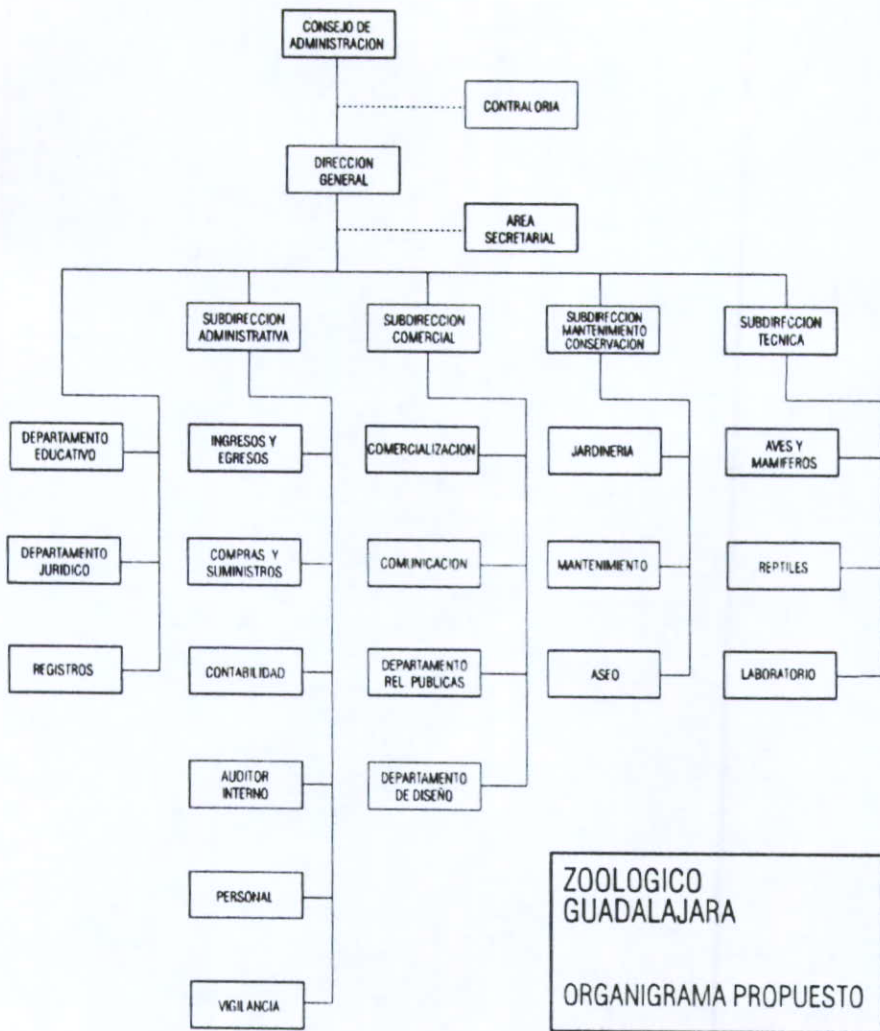 CONSEJO DE
ADMINISTRACION
CONTRALORIA
DIRECCION
GENERAL
AREA
SECRETARIAL
SUBDIRECCION
ADMINISTRATIVA
SUBDIRECCION
COMERCIAL
SUBDIRECCION
MANTENIMIENTO
CONSERVACION
SUBDIRECCION
TECNICA
DEPARTAMENTO
EDUCATIVO
INGRESOS Y
EGRESOS
COMERCIALIZACION
JARDINERIA
AVES Y
MAMIFEROS
DEPARTAMENTO
JURIDICO
COMPRAS Y
SUMINISTROS
COMUNICACION
MANTENIMIENTO
REPTILES
REGISTROS
CONTABILIDAD
DEPARTAMENTO
REL PUBLICAS
ASEO
LABORATORIO
AUDITOR
INTERNO
DEPARTAMENTO
DE DISEÑO
PERSONAL
VIGILANCIA
ZOOLOGICO
GUADALAJARA
ORGANIGRAMA PROPUESTO